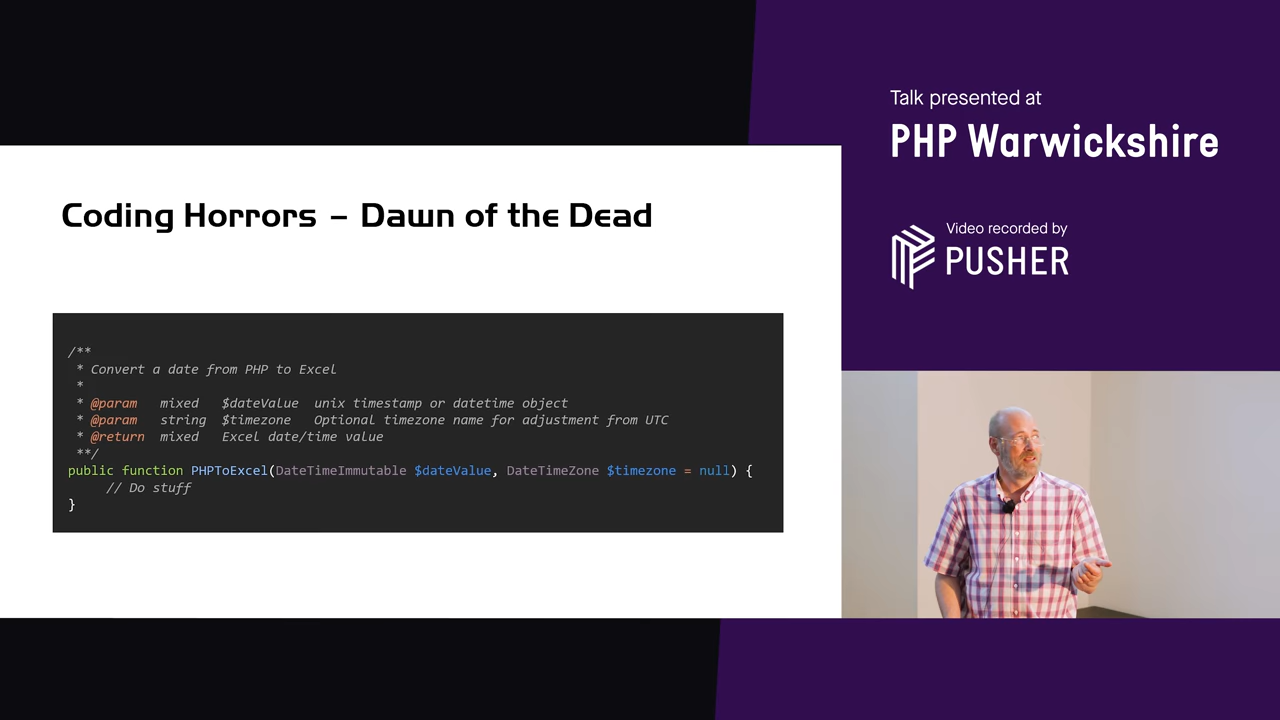 Talk presented at
PHP Warwickshire
Video recorded by
PUSHER
Coding Horrors – Dawn of the Dead
/**
 * Convert a date from PHP to Excel
 *
 * @param   mixed   $dateValue  unix timestamp or datetime object
 * @param   string  $timezone   Optional timezone name for adjustment from UTC
 * @return  mixed   Excel date/time value
 **/
public function PHPToExcel(DateTimeImmutable $dateValue, DateTimeZone $timezone = null) {
     // Do stuff
}